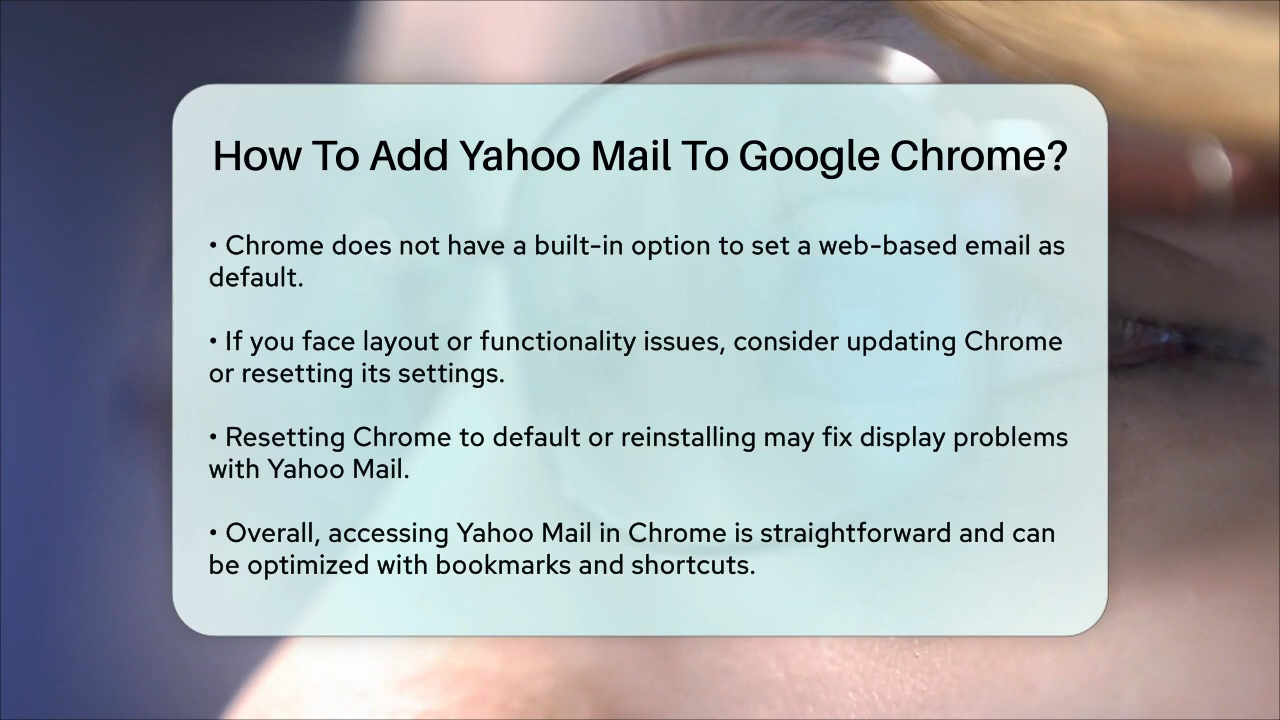 How To Add Yahoo Mail To Google Chrome?
• Chrome does not have a built-in option to set a web-based email as
default.
• If you face layout or functionality issues, consider updating Chrome
or resetting its settings.
• Resetting Chrome to default or reinstalling may fix display problems
with Yahoo Mail.
• Overall, accessing Yahoo Mail in Chrome is straightforward and can
be optimized with bookmarks and shortcuts.